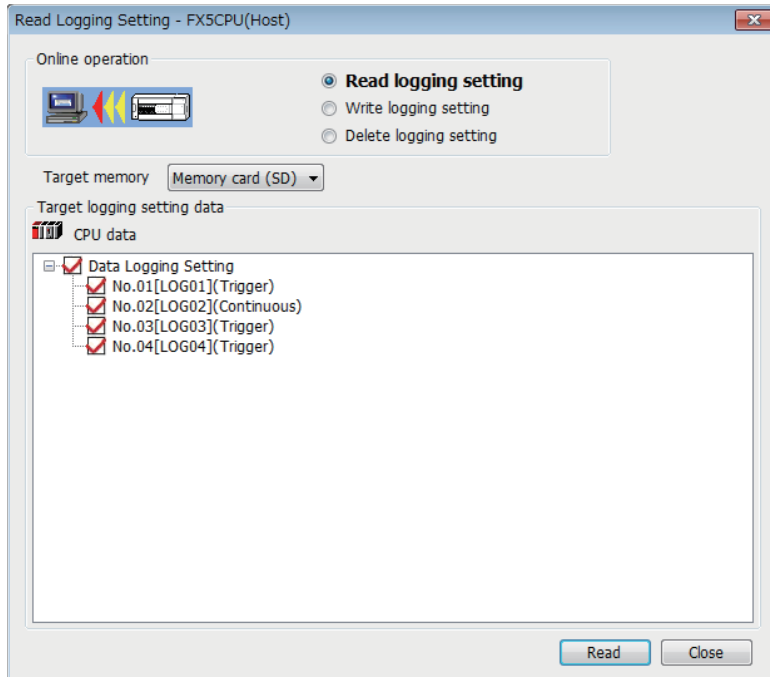 Read Logging Setting - FX5CPU(Host)
Online operation
Read logging setting
Write logging setting
Delete logging setting
Target memory Memory card (SD)
Target logging setting data
CPU data
Data Logging Setting
No.01[LOG01](Trigger)
No.02[LOG02](Continuous)
No.03[LOG03](Trigger)
No.04[LOG04](Trigger)
Read Close